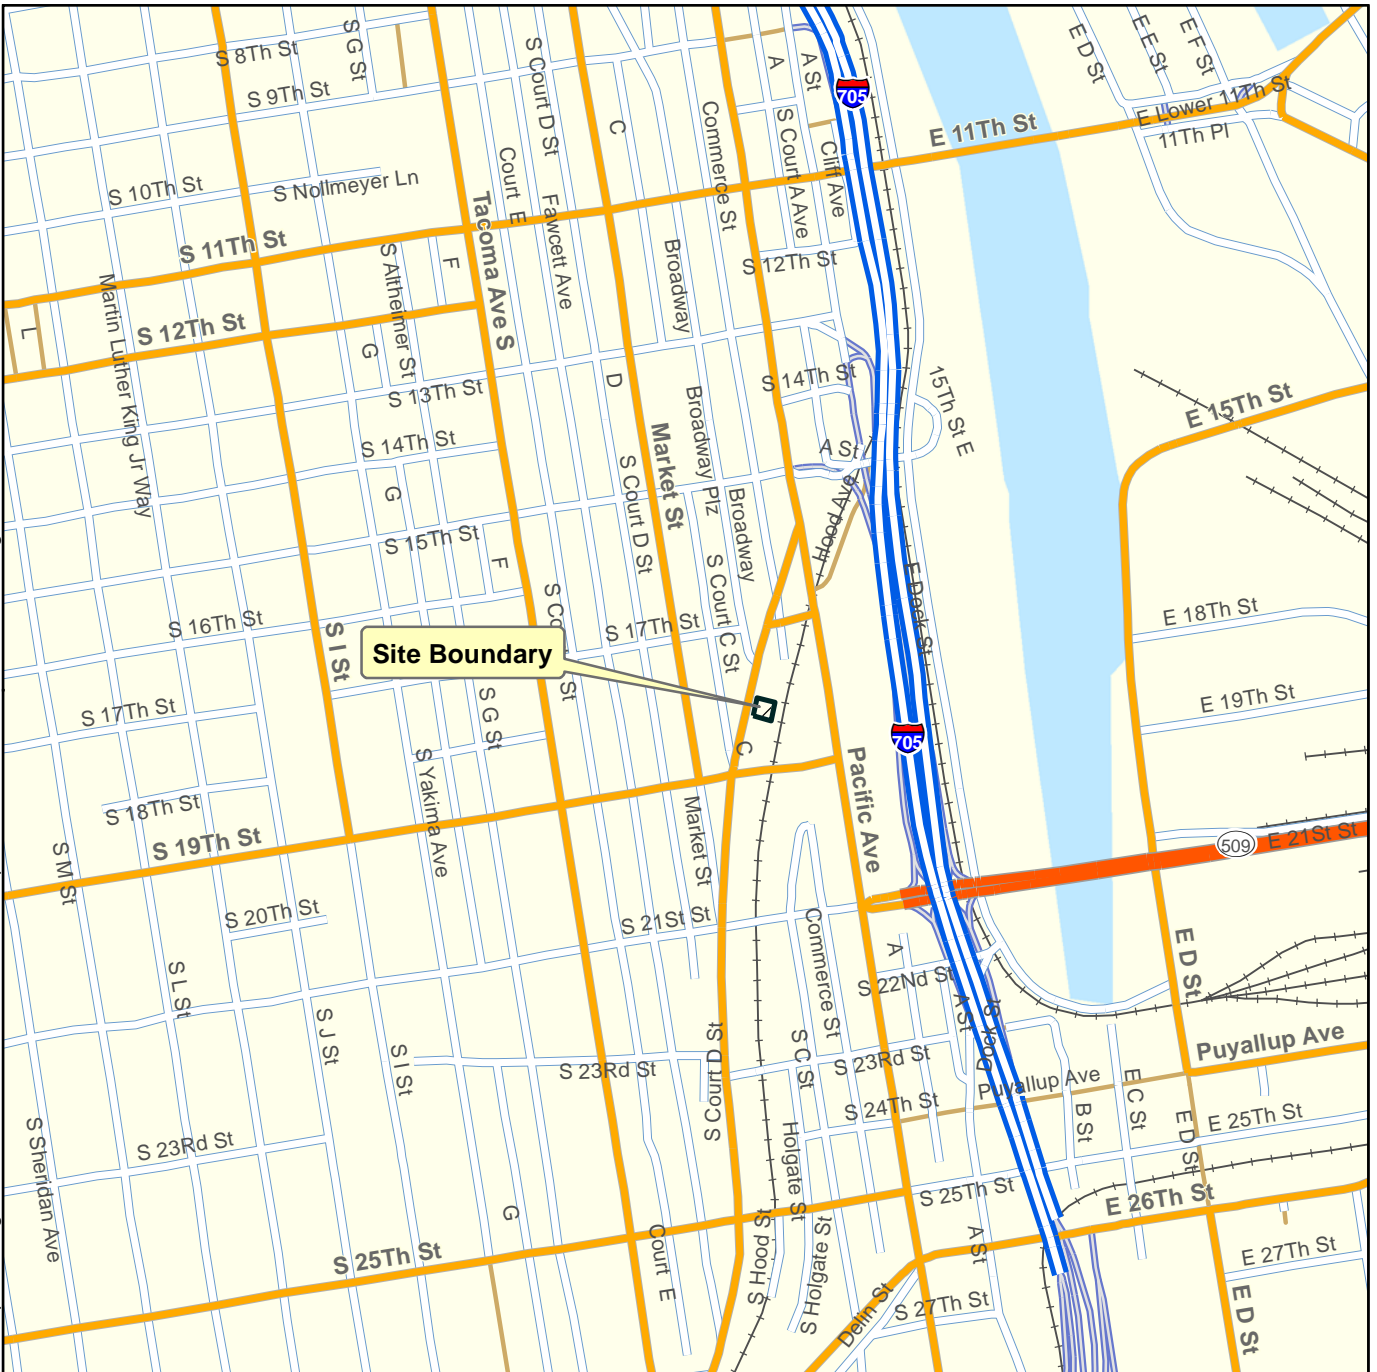 S 8Th St
S G St
S 9Th St
S Court D St
C
A
A St
705
E D St
E E St
E F St
E Lower 11Th St
11Th Pl
E 11Th St
Commerce St
S Court A Ave
Cliff Ave
S 10Th St
S Nollmeyer Ln
Court E
Fawcett Ave
Tacoma Ave S
S 11Th St
S Altheimer St
F
Broadway
S 12Th St
L
Martin Luther King Jr Way
S 12Th St
G
S 13Th St
D
S 14Th St
15Th St E
E 15Th St
Broadway Plz
Market St
S 14Th St
A St
G
S Court D St
Broadway
Hood Ave
S 15Th St
F
S Court C St
E Dock St
S 16Th St
S I St
S Co
St
S 17Th St
E 18Th St
Site Boundary
S 17Th St
S G St
E 19Th St
C
705
Pacific Ave
S Yakima Ave
S 18Th St
Market St
S 19Th St
S M St
509
E 21St St
S 20Th St
S 21St St
Commerce St
A
E D St
S L St
S 22Nd St
A St
Dock St
S J St
S I St
S 23Rd St
S Court D St
S C St
S 23Rd St
Puyallup Ave
Puyallup Ave
S 24Th St
B St
E C St
E D St
E 25Th St
S Sheridan Ave
S 23Rd St
Holgate St
S 25Th St
E 26Th St
G
S 25Th St
Court E
S Hood St
S Holgate St
A St
E 27Th St
Delin St
S 27Th St
E D St